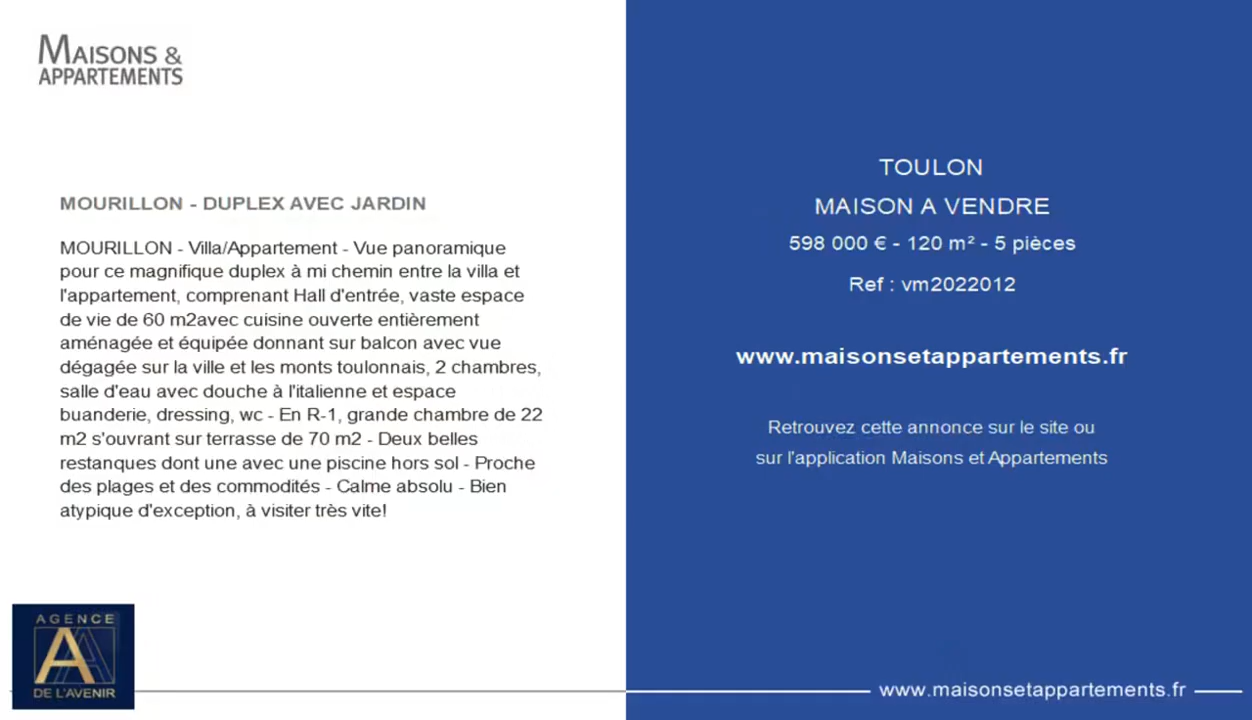 MAISONS &
APPARTEMENTS
MOURILLON - DUPLEX AVEC JARDIN
MOURILLON - Villa/Appartement - Vue panoramique
pour ce magnifique duplex à mi chemin entre la villa et
l'appartement, comprenant Hall d'entrée, vaste espace
de vie de 60 m2avec cuisine ouverte entièrement
aménagée et équipée donnant sur balcon avec vue
dégagée sur la ville et les monts toulonnais, 2 chambres,
salle d'eau avec douche à l'italienne et espace
buanderie, dressing, wc - En R-1, grande chambre de 22
m2 s'ouvrant sur terrasse de 70 m2 - Deux belles
restanques dont une avec une piscine hors sol - Proche
des plages et des commodités - Calme absolu - Bien
atypique d'exception, à visiter très vite!
AGENCE
DE L'AVENIR
TOULON
MAISON A VENDRE
598 000 € - 120 m² - 5 pièces
Ref : vm2022012
www.maisonsetappartements.fr
Retrouvez cette annonce sur le site ou
sur l'application Maisons et Appartements
www.maisonsetappartements.fr